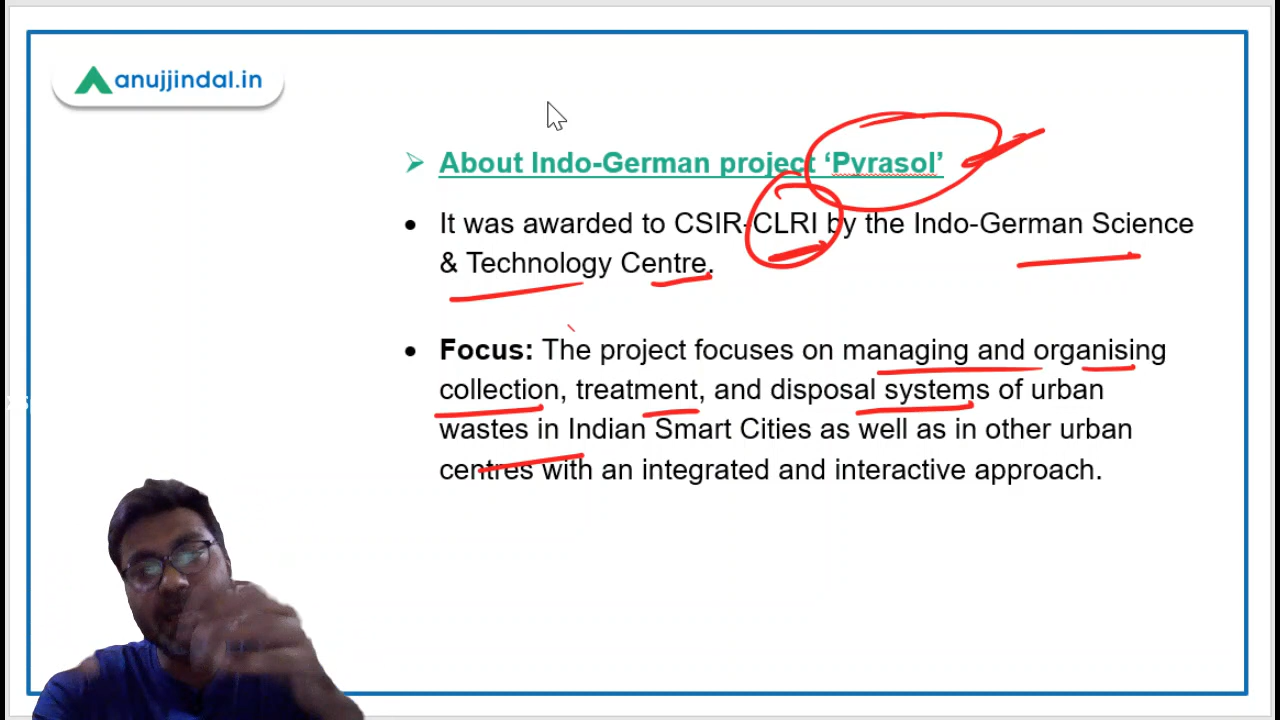 anujjindal.in
About Indo-German project ‘Pyrasol’
It was awarded to CSIR-CLRI by the Indo-German Science
& Technology Centre.
Focus: The project focuses on managing and organising
collection, treatment, and disposal systems of urban
wastes in Indian Smart Cities as well as in other urban
centres with an integrated and interactive approach.